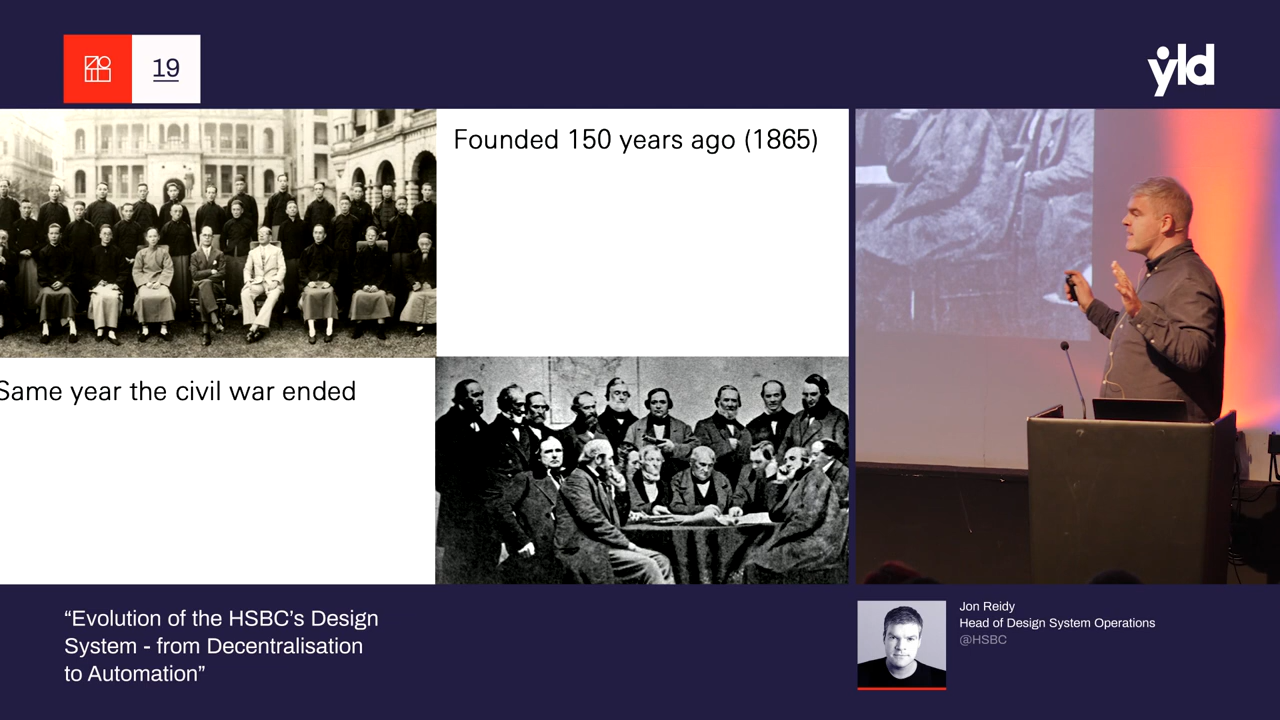 19
yld
Founded 150 years ago (1865)
Same year the civil war ended
“Evolution of the HSBC’s Design
System - from Decentralisation
to Automation”
Jon Reidy
Head of Design System Operations
@HSBC